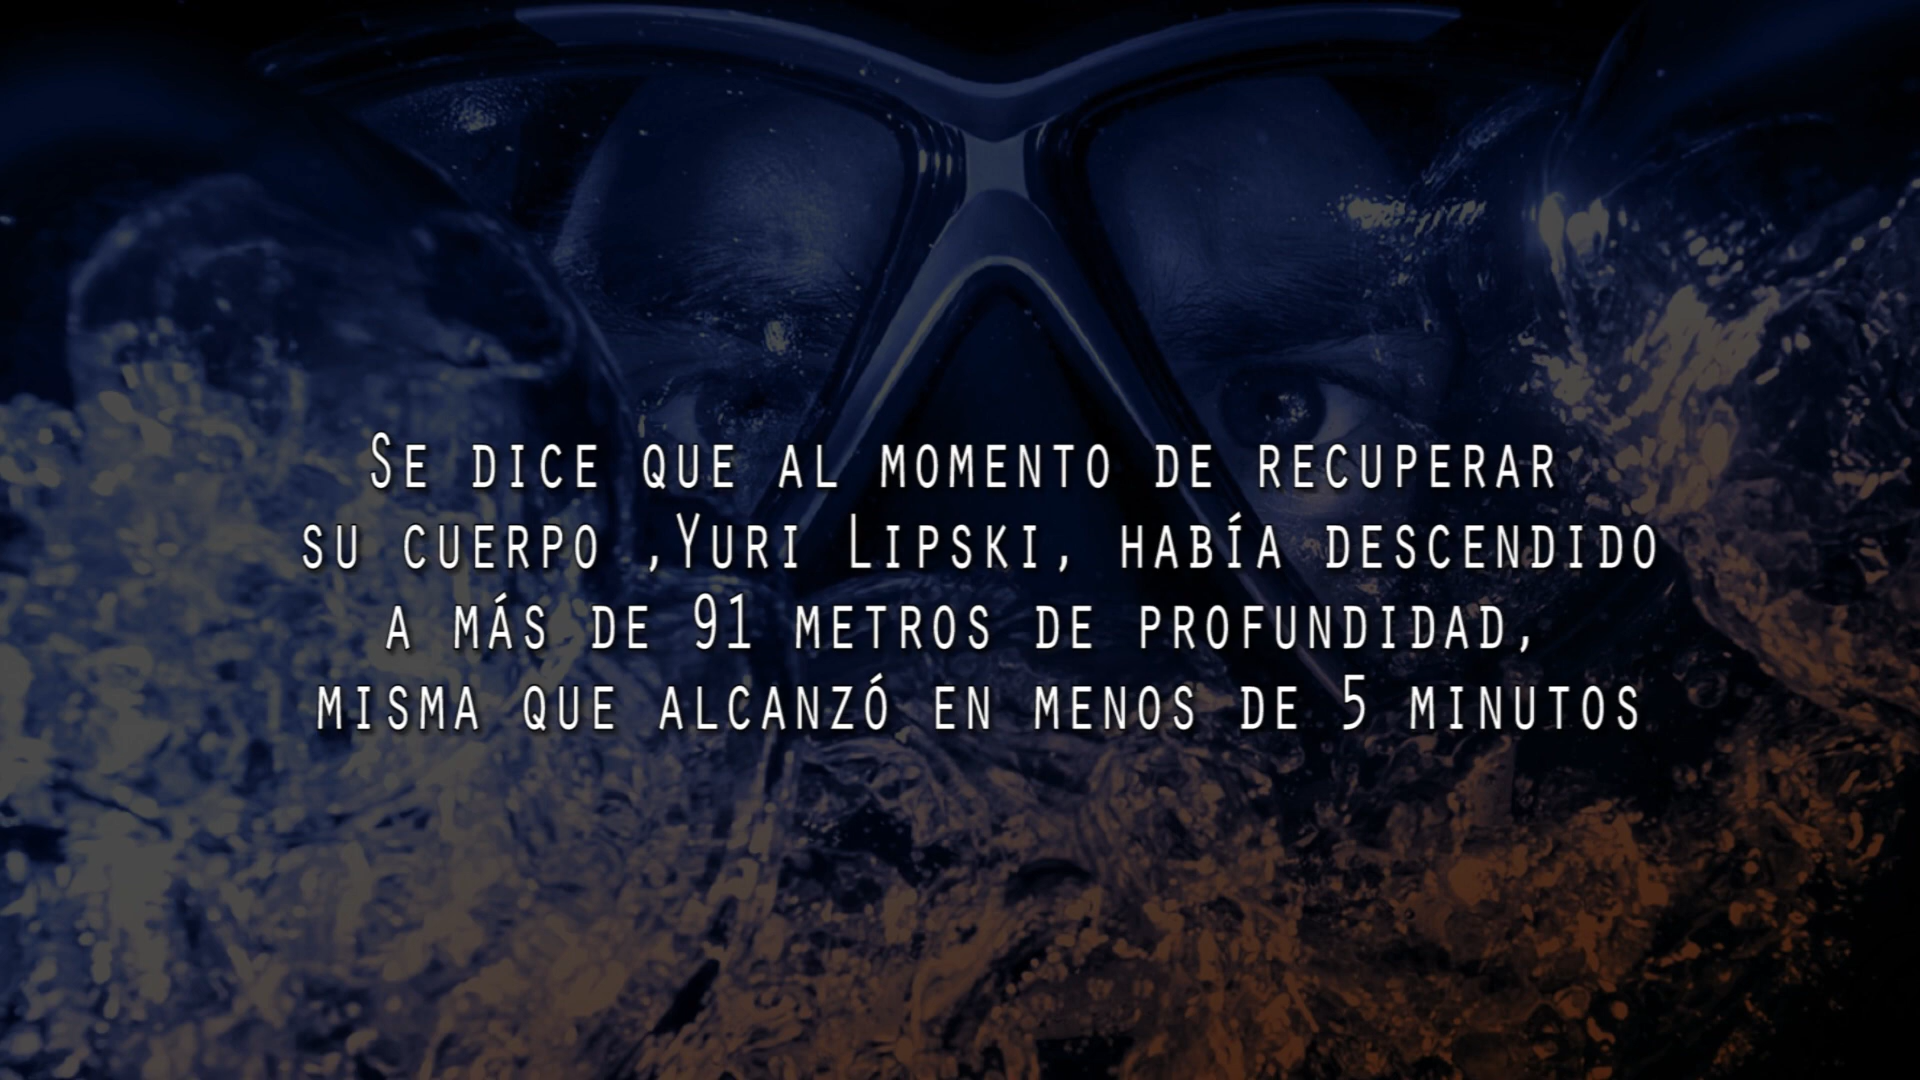 Se dice que al momento de recuperar
su cuerpo ,Yuri Lipski, había descendido
a más de 91 metros de profundidad,
misma que alcanzó en menos de 5 minutos